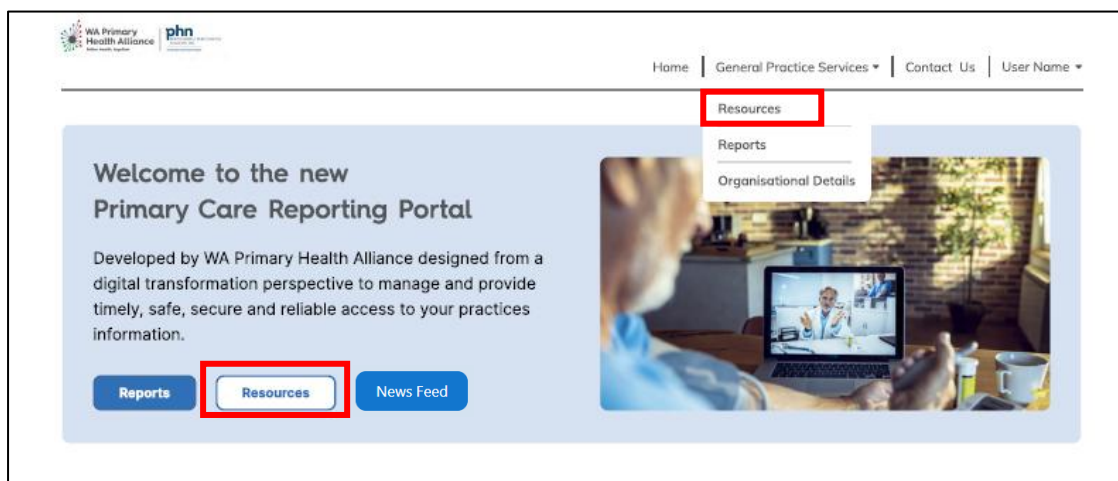 WA Primary
Health Alliance
phn
Home
General Practice Services
Contact Us
User Name
Resources
Reports
Organisational Details
Welcome to the new
Primary Care Reporting Portal
Developed by WA Primary Health Alliance designed from a
digital transformation perspective to manage and provide
timely, safe, secure and reliable access to your practices
information.
Reports
Resources
News Feed